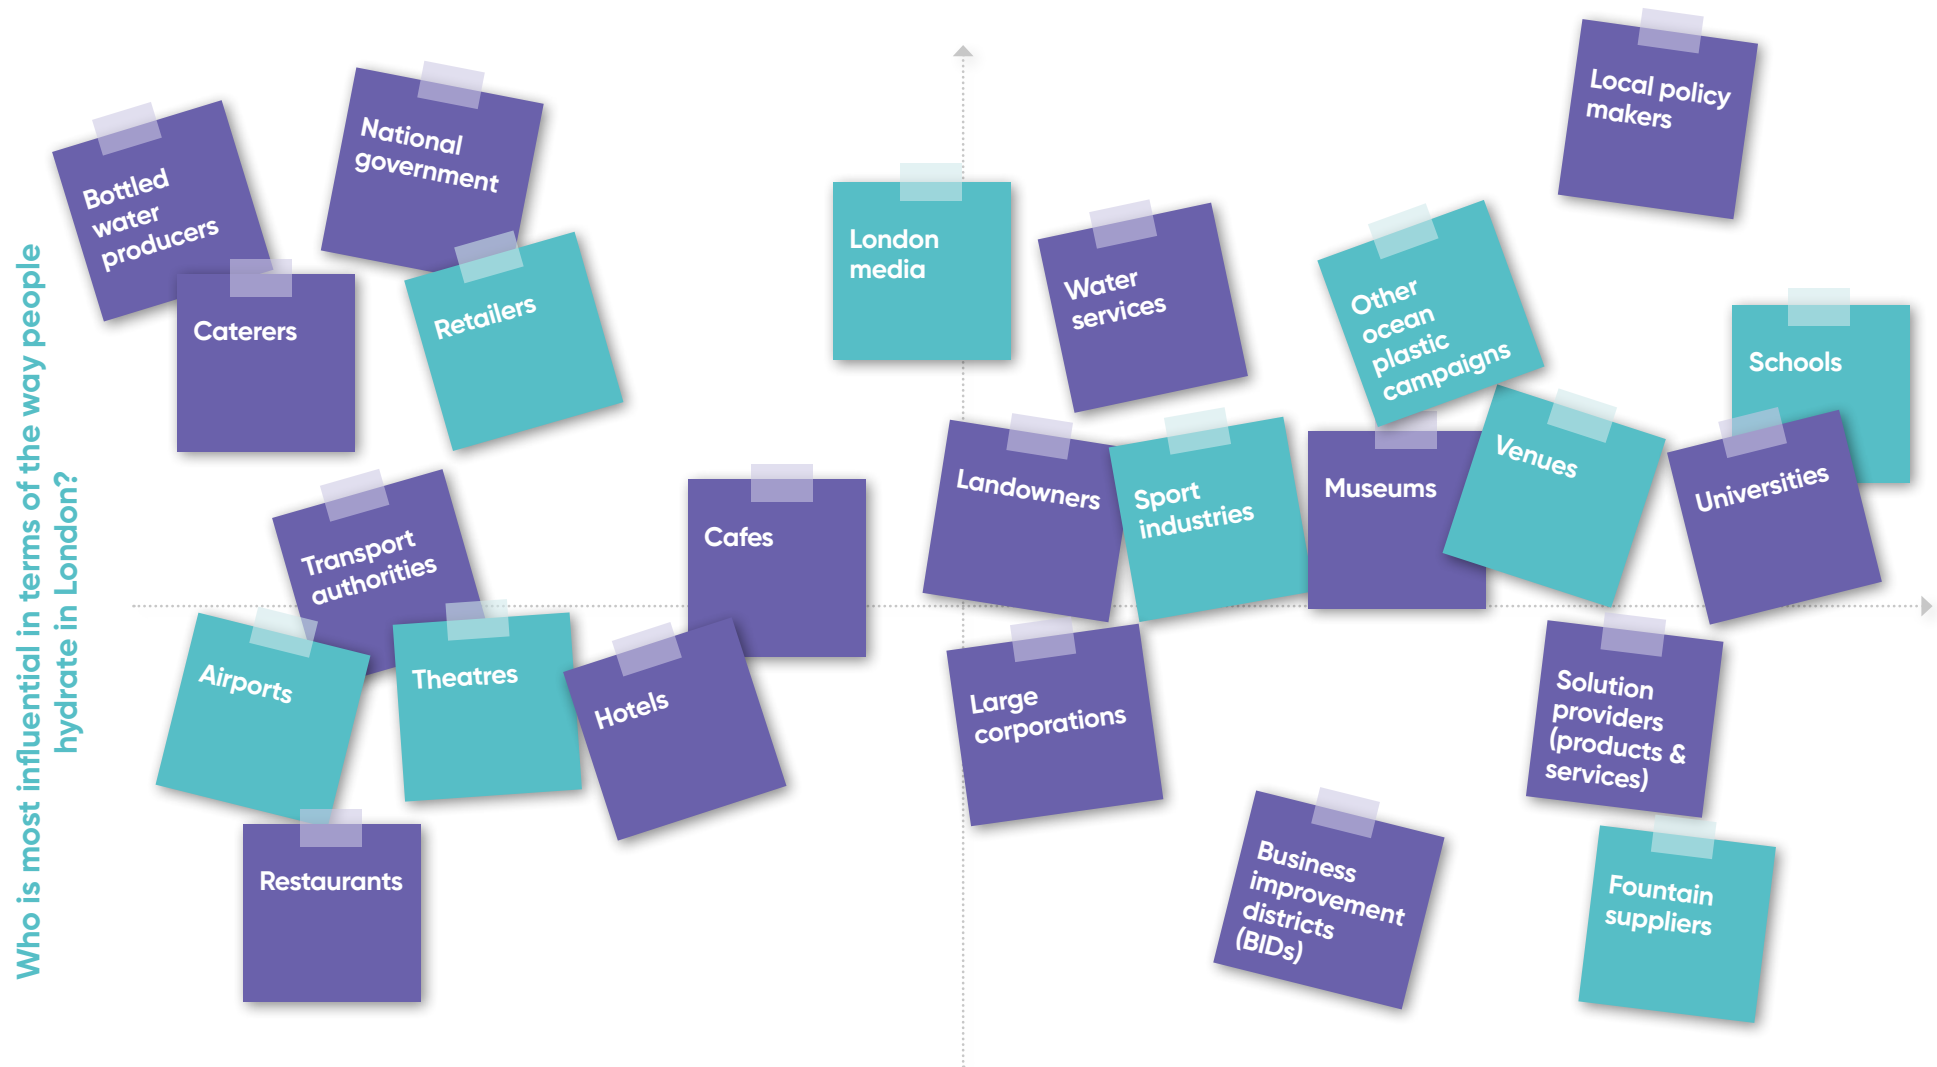 Who is most influential in terms of the way people
hydrate in London?
Bottled
water
producers
National
government
Caterers
Retailers
London
media
Water
services
Other
ocean
plastic
campaigns
Local policy
makers
Schools
Transport
authorities
Cafes
Landowners
Sport
industries
Museums
Venues
Universities
Airports
Theatres
Hotels
Large
corporations
Solution
providers
(products &
services)
Restaurants
Business
improvement
districts
(BIDs)
Fountain
suppliers